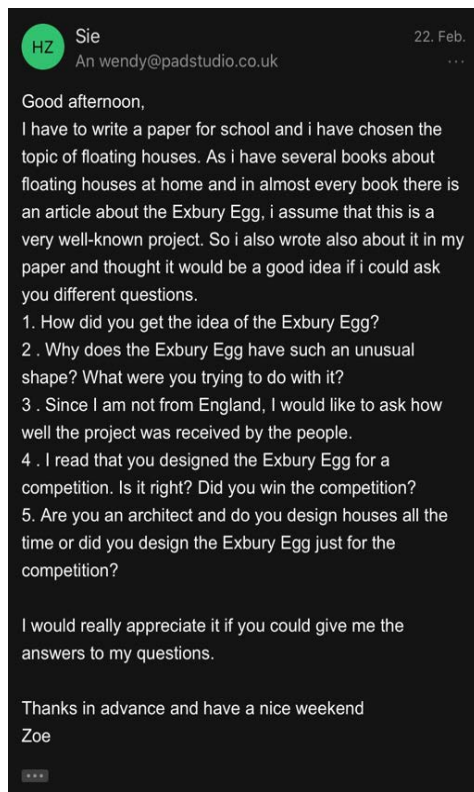 HZ
Sie
22. Feb.
An wendy@padstudio.co.uk
...
Good afternoon,
I have to write a paper for school and i have chosen the
topic of floating houses. As i have several books about
floating houses at home and in almost every book there is
an article about the Exbury Egg, i assume that this is a
very well-known project. So i also wrote also about it in my
paper and thought it would be a good idea if i could ask
you different questions.
1. How did you get the idea of the Exbury Egg?
2 . Why does the Exbury Egg have such an unusual
shape? What were you trying to do with it?
3 . Since I am not from England, I would like to ask how
well the project was received by the people.
4 . I read that you designed the Exbury Egg for a
competition. Is it right? Did you win the competition?
5. Are you an architect and do you design houses all the
time or did you design the Exbury Egg just for the
competition?
I would really appreciate it if you could give me the
answers to my questions.
Thanks in advance and have a nice weekend
Zoe
...